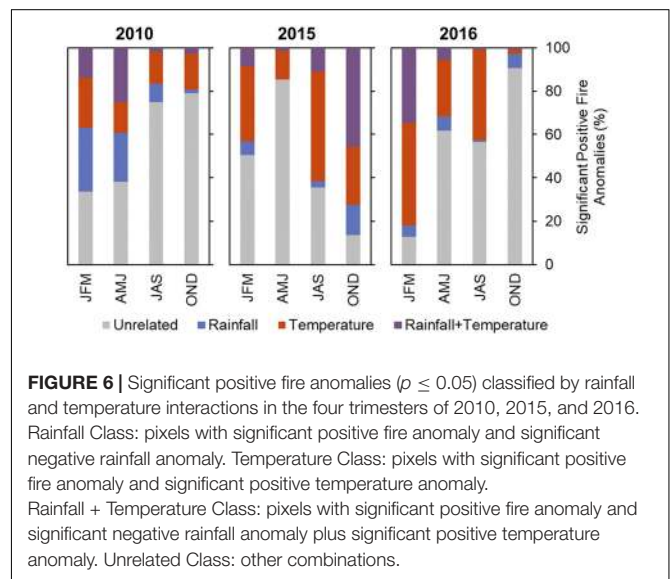 2010 2015 2016
100
80
60
40
20
0
Significant Positive Fire
Anomalies (%)
JFM AMJ JAS OND JFM AMJ JAS OND JFM AMJ JAS OND
Unrelated Rainfall Temperature Rainfall+Temperature
FIGURE 6 | Significant positive fire anomalies (p ≤ 0.05) classified by rainfall
and temperature interactions in the four trimesters of 2010, 2015, and 2016.
Rainfall Class: pixels with significant positive fire anomaly and significant
negative rainfall anomaly. Temperature Class: pixels with significant positive
fire anomaly and significant positive temperature anomaly.
Rainfall + Temperature Class: pixels with significant positive fire anomaly and
significant negative rainfall anomaly plus significant positive temperature
anomaly. Unrelated Class: other combinations.